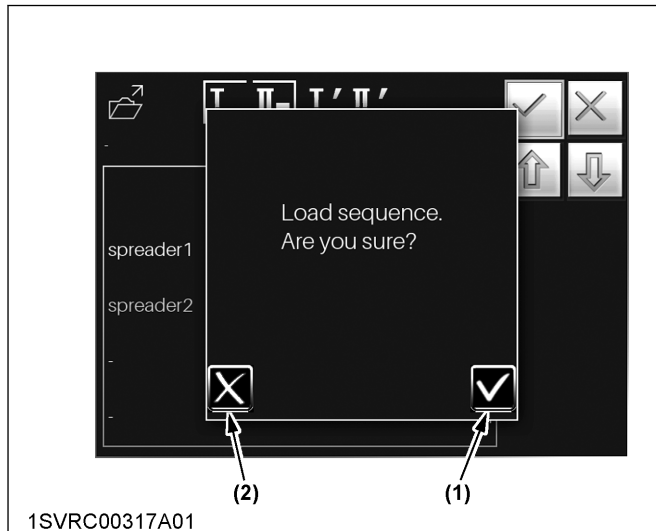 I II I' II'
-
spreader1
spreader2
-
-
Load sequence.
Are you sure?
(2)
(1)
1SVRC00317A01